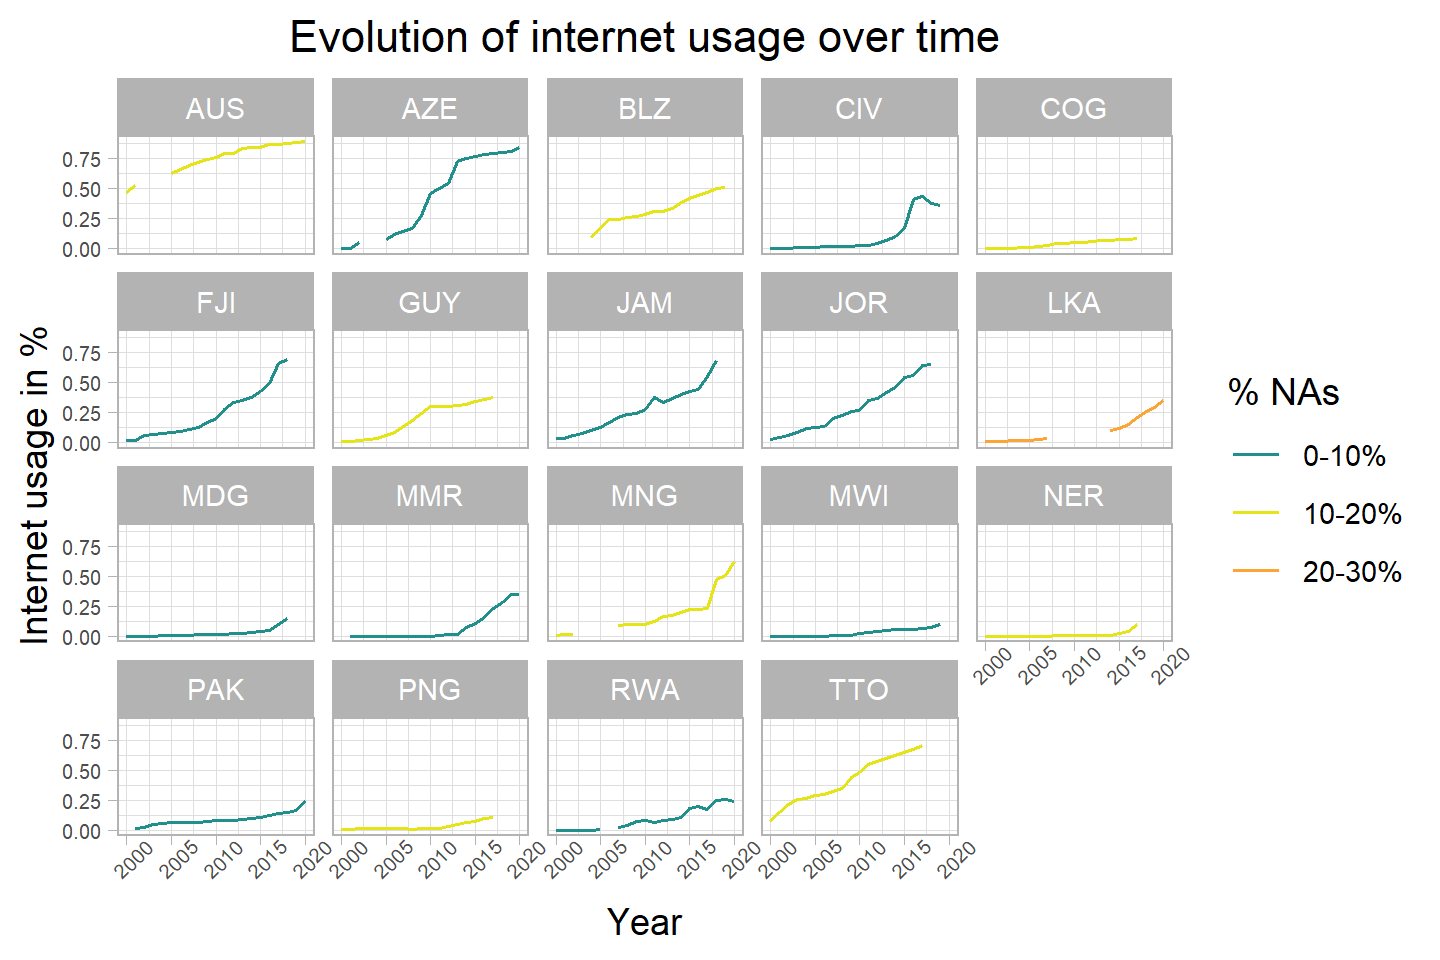 Evolution of internet usage over time
AUS AZE BLZ CIV COG
0.75
0.50
0.25
0.00
FJI GUY JAM JOR LKA
0.75
0.50
0.25
0.00
MDG MMR MNG MWI NER
0.75
0.50
0.25
0.00
2000 2005 2010 2015 2020
PAK PNG RWA TTO
0.75
0.50
0.25
0.00
2000 2005 2010 2015 2020 2000 2005 2010 2015 2020 2000 2005 2010 2015 2020 2000 2005 2010 2015 2020
Year
Internet usage in %
% NAs
0-10%
10-20%
20-30%